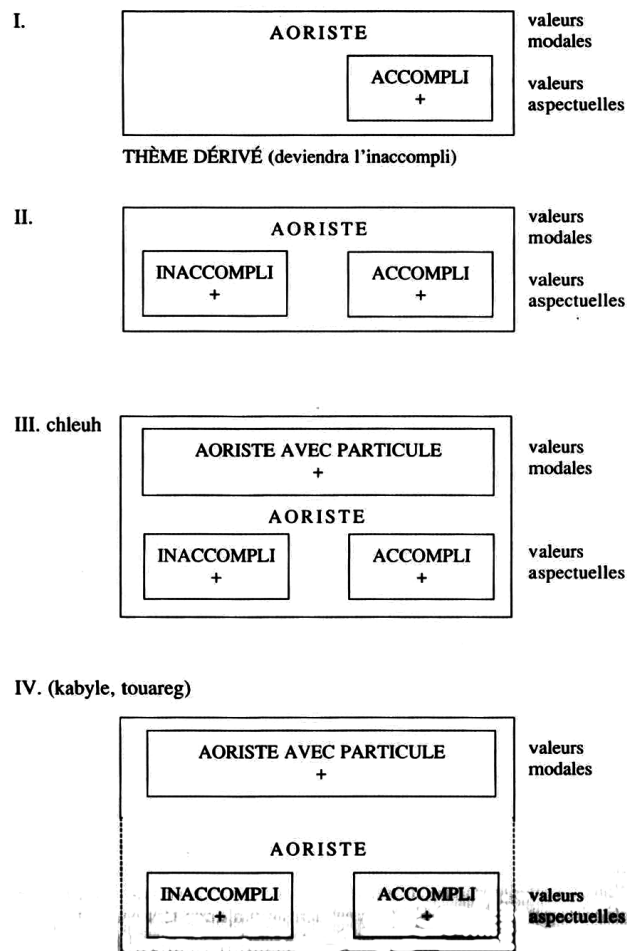 I.
AORISTE
valeurs
modales
ACCOMPLI
+
valeurs
aspectuelles
THÈME DÉRIVÉ (deviendra l'inaccompli)
II.
AORISTE
valeurs
modales
INACCOMPLI
+
ACCOMPLI
+
valeurs
aspectuelles
III. chleuh
AORISTE AVEC PARTICULE
+
valeurs
modales
AORISTE
INACCOMPLI
+
ACCOMPLI
+
valeurs
aspectuelles
IV. (kabyle, touareg)
AORISTE AVEC PARTICULE
+
valeurs
modales
AORISTE
INACCOMPLI
+
ACCOMPLI
+
valeurs
aspectuelles